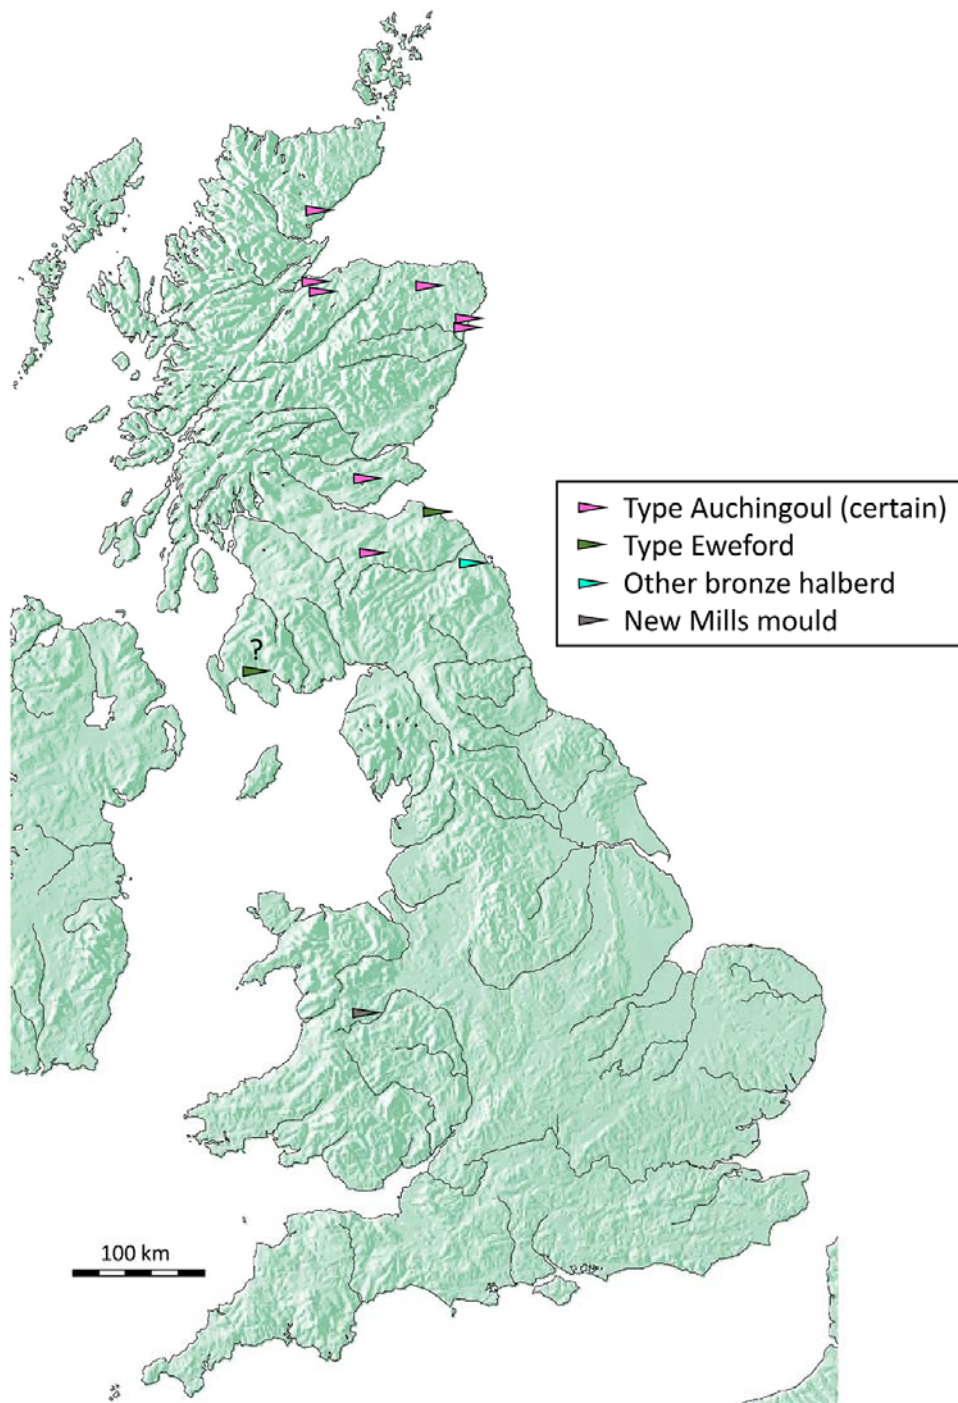 Type Auchingoul (certain)
Type Eweford
Other bronze halberd
New Mills mould
?
100 km